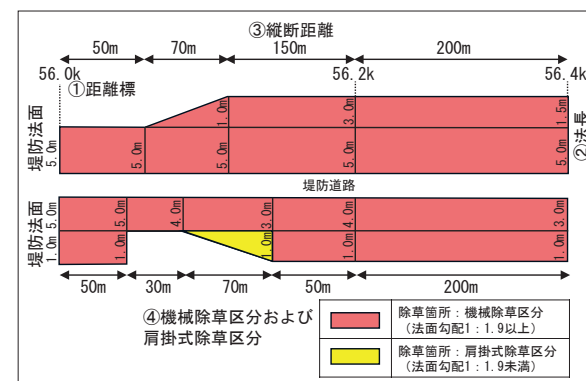 ③縦断距離
50m 70m 150m 200m
56.0k 56.2k 56.4k
①距離標
堤防法面
5.0m
5.0m
1.0m
5.0m
3.0m
5.0m
1.5m
5.0m
②法長
堤防道路
堤防法面
5.0m
1.0m
5.0m
1.0m
4.0m
3.0m
1.0m
4.0m
1.0m
3.0m
1.0m
50m 30m 70m 50m 200m
④機械除草区分および
肩掛式除草区分
除草箇所：機械除草区分
(法面勾配1：1.9以上)
除草箇所：肩掛式除草区分
(法面勾配1：1.9未満)